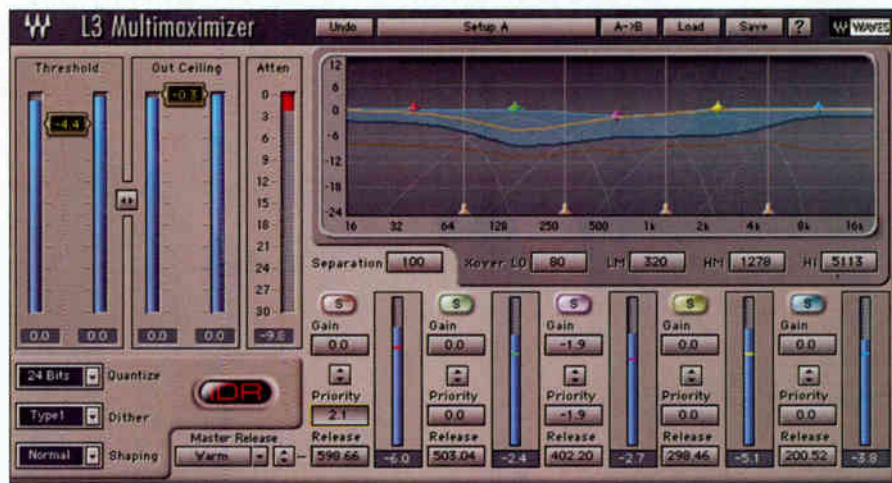 L3 Multimaximizer
Undo Setup A A->B Load Save ? WAVES
Threshold Out Ceiling Atten
-4.4 -0.3
0
3
6
9
12
15
18
21
24
27
30
0.0 0.0 0.0 0.0 -9.8
12
6
0
-6
-12
-18
-24
16 32 64 128 250 500 1k 2k 4k 8k 16k
Separation 100 Xover LO 80 LM 320 HM 1278 HI 5113
S S S S S
Gain Gain Gain Gain Gain
0.0 0.0 -1.9 0.0 0.0
Priority Priority Priority Priority Priority
2.1 0.0 -1.9 0.0 0.0
Release Release Release Release Release
598.66 503.04 402.20 298.46 200.52
-6.0 -2.4 -2.7 -5.1 -3.8
24 Bits Quantize
IDR
Type1 Dither
Normal Shaping
Master Release
Warm